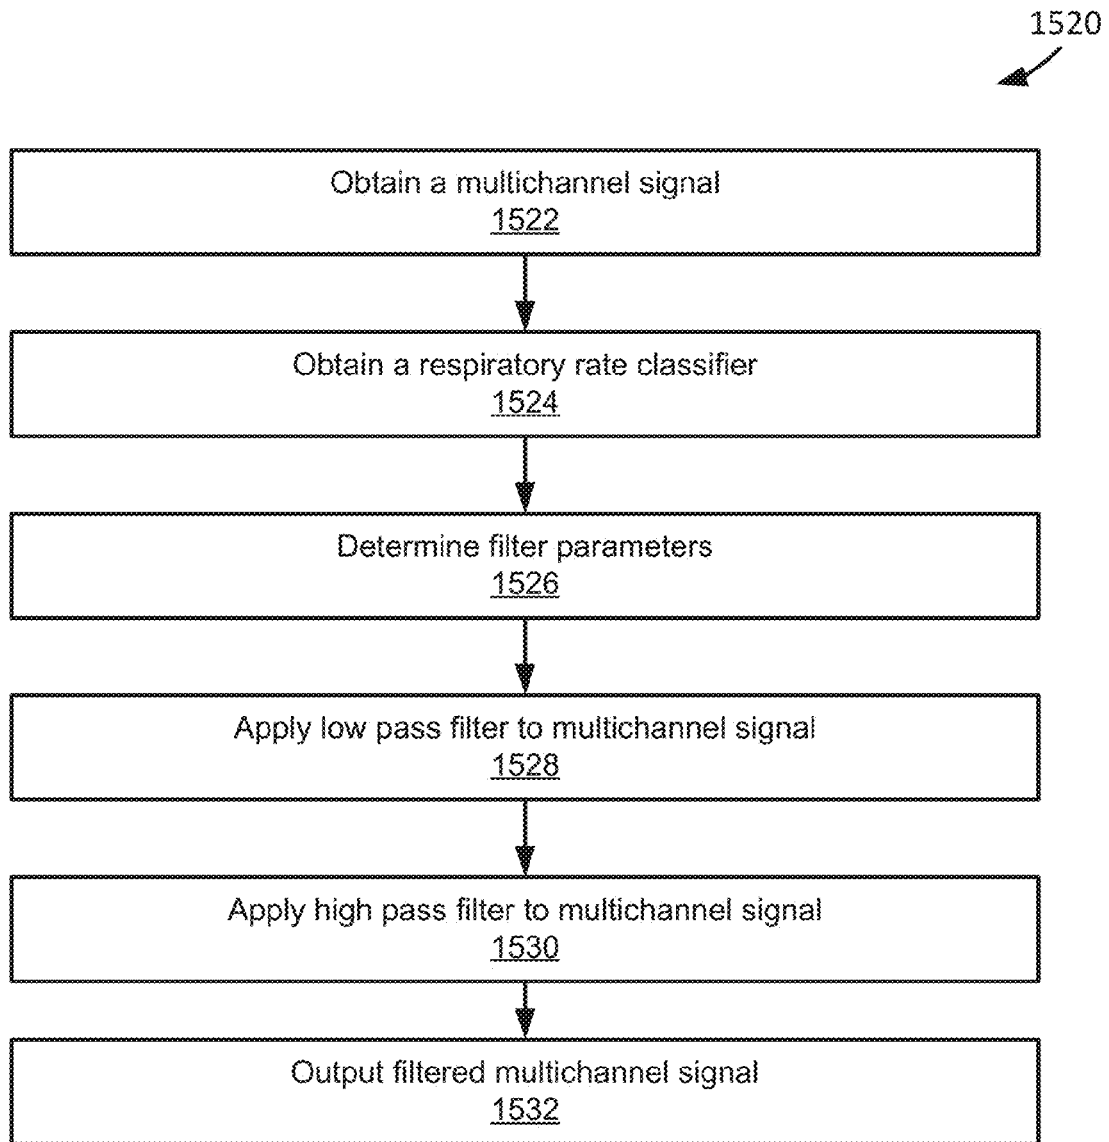 1520
Obtain a multichannel signal
1522
Obtain a respiratory rate classifier
1524
Determine filter parameters
1526
Apply low pass filter to multichannel signal
1528
Apply high pass filter to multichannel signal
1530
Output filtered multichannel signal
1532